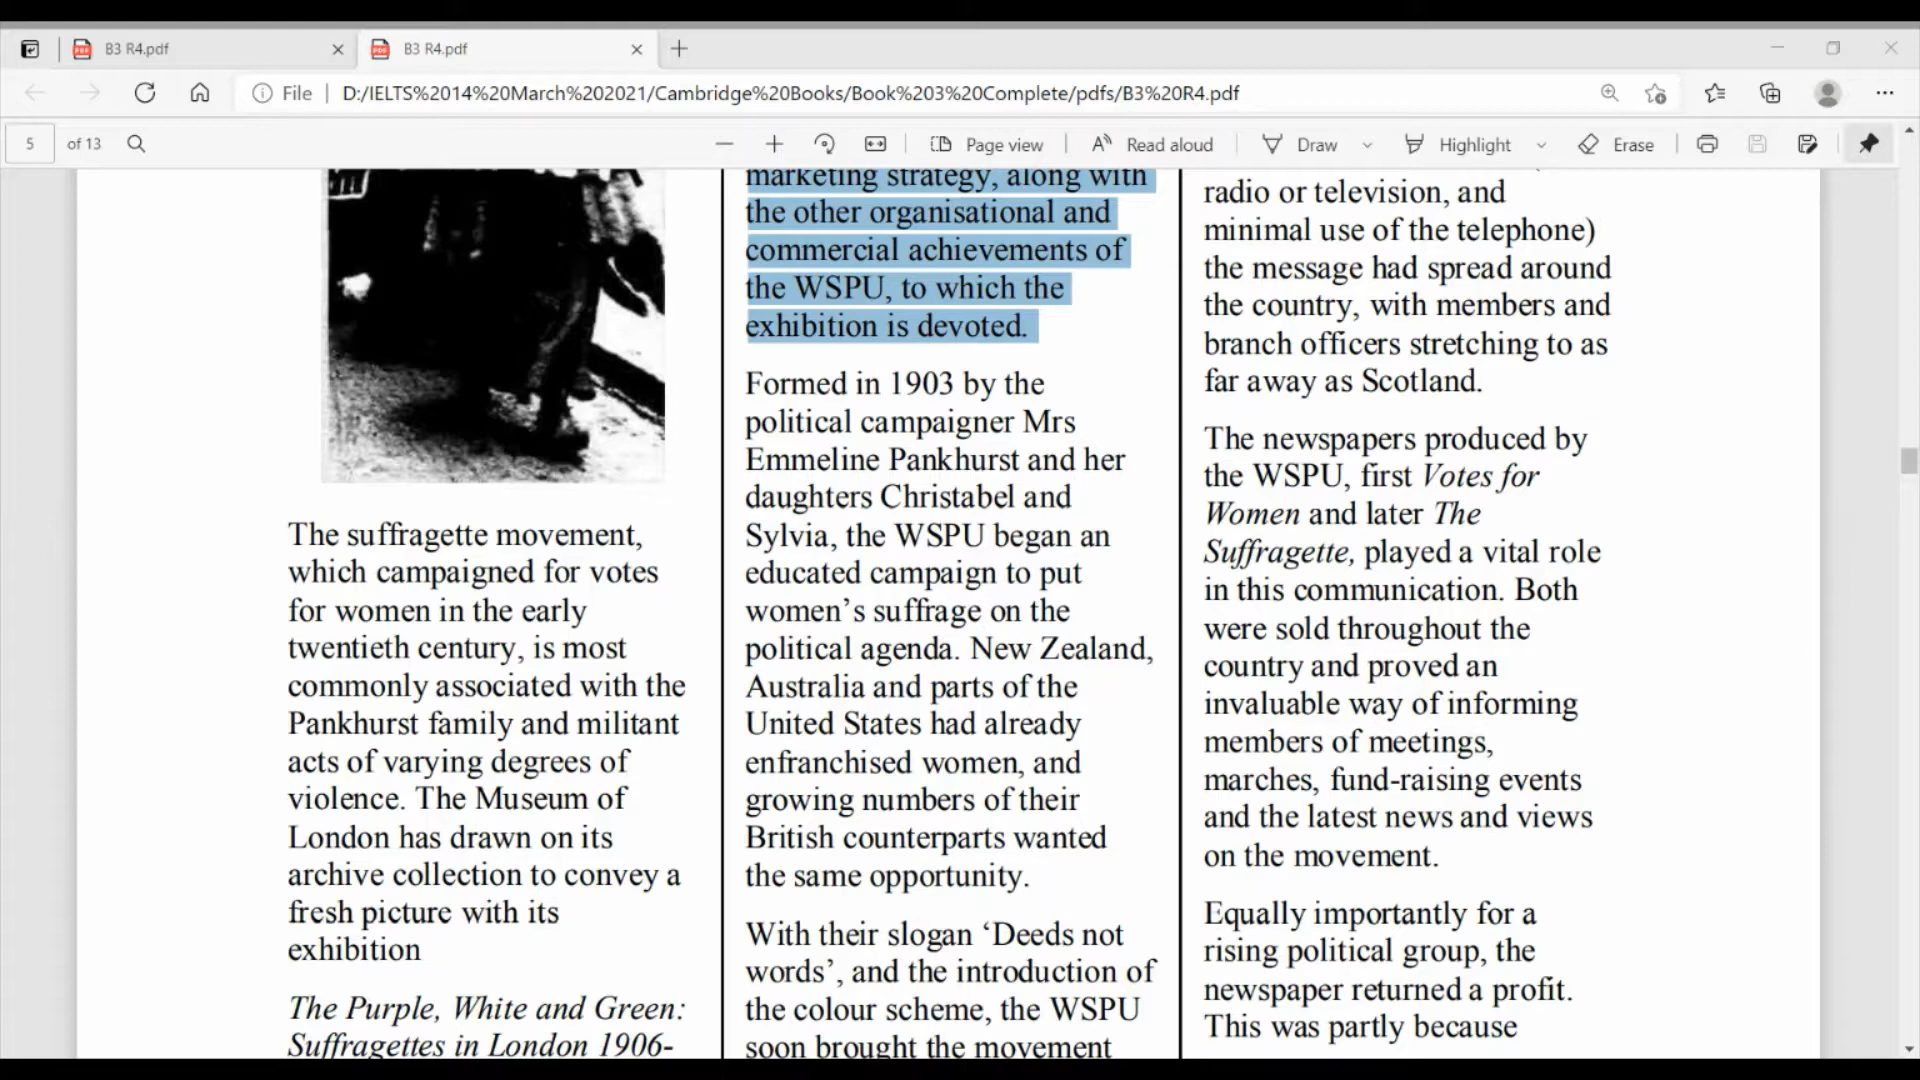 B3 R4.pdf
B3 R4.pdf
File
D:/IELTS%2014%20March%202021/Cambridge%20Books/Book%203%20Complete/pdfs/B3%20R4.pdf
5
of 13
Page view
Read aloud
Draw
Highlight
Erase
The suffragette movement,
which campaigned for votes
for women in the early
twentieth century, is most
commonly associated with the
Pankhurst family and militant
acts of varying degrees of
violence. The Museum of
London has drawn on its
archive collection to convey a
fresh picture with its
exhibition
The Purple, White and Green:
Suffragettes in London 1906-
marketing strategy, along with
the other organisational and
commercial achievements of
the WSPU, to which the
exhibition is devoted.
Formed in 1903 by the
political campaigner Mrs
Emmeline Pankhurst and her
daughters Christabel and
Sylvia, the WSPU began an
educated campaign to put
women’s suffrage on the
political agenda. New Zealand,
Australia and parts of the
United States had already
enfranchised women, and
growing numbers of their
British counterparts wanted
the same opportunity.
With their slogan ‘Deeds not
words’, and the introduction of
the colour scheme, the WSPU
soon brought the movement
radio or television, and
minimal use of the telephone)
the message had spread around
the country, with members and
branch officers stretching to as
far away as Scotland.
The newspapers produced by
the WSPU, first Votes for
Women and later The
Suffragette, played a vital role
in this communication. Both
were sold throughout the
country and proved an
invaluable way of informing
members of meetings,
marches, fund-raising events
and the latest news and views
on the movement.
Equally importantly for a
rising political group, the
newspaper returned a profit.
This was partly because